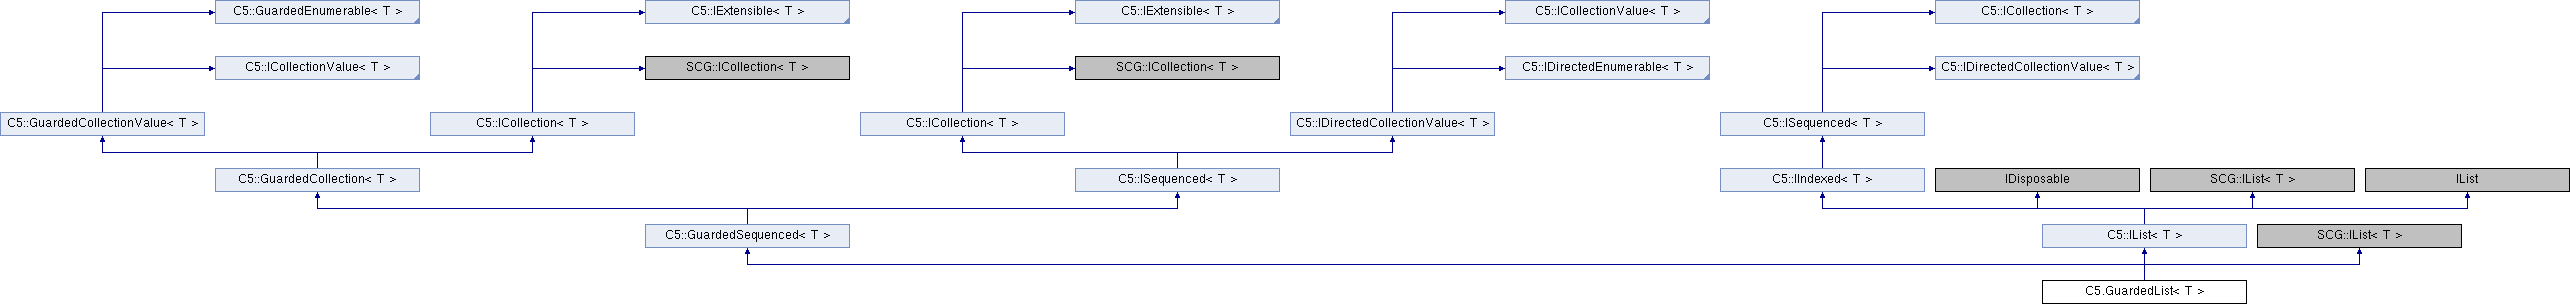 C5::GuardedEnumerable< T >
C5::IExtensible< T >
C5::IExtensible< T >
C5::ICollectionValue< T >
C5::ICollection< T >
C5::ICollectionValue< T >
SCG::ICollection< T >
SCG::ICollection< T >
C5::IDirectedEnumerable< T >
C5::IDirectedCollectionValue< T >
C5::GuardedCollectionValue< T >
C5::ICollection< T >
C5::ICollection< T >
C5::IDirectedCollectionValue< T >
C5::ISequenced< T >
C5::GuardedCollection< T >
C5::ISequenced< T >
C5::IIndexed< T >
IDisposable
SCG::IList< T >
IList
C5::GuardedSequenced< T >
C5::IList< T >
SCG::IList< T >
C5.GuardedList< T >